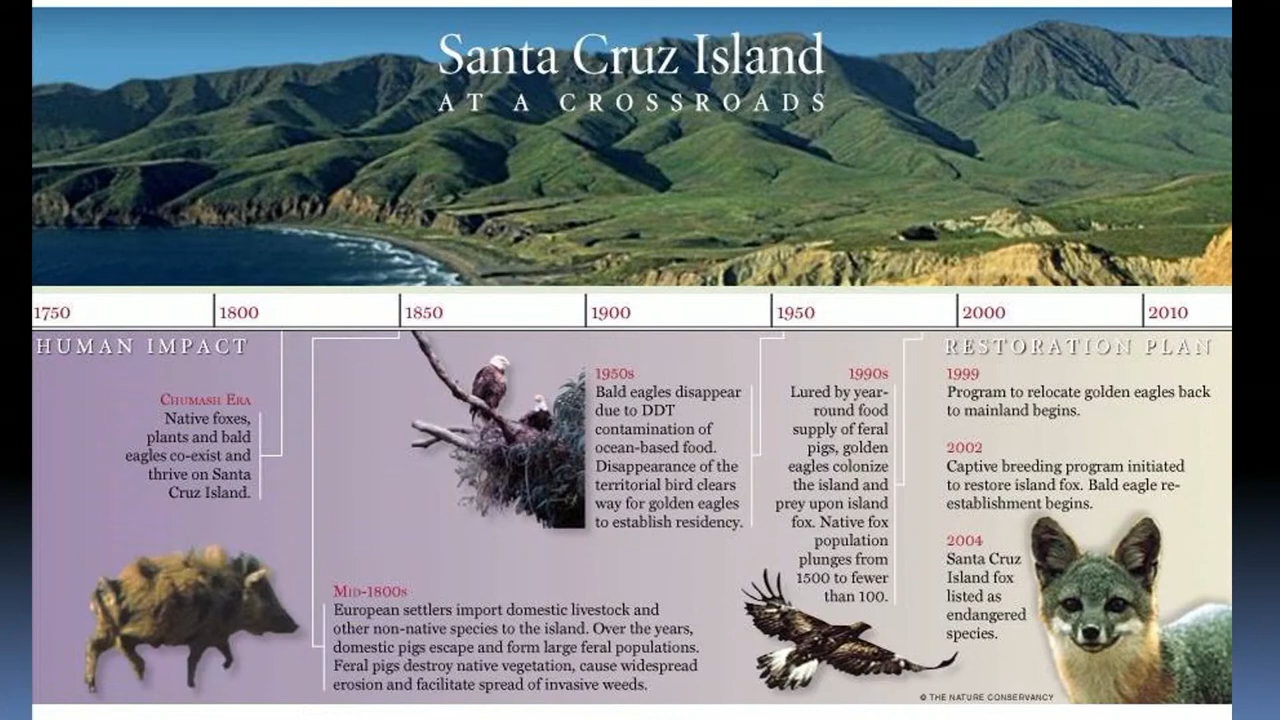 Santa Cruz Island
AT A CROSSROADS
1750
1800
1850
1900
1950
2000
2010
HUMAN IMPACT
RESTORATION PLAN
CHUMASH ERA
Native foxes,
plants and bald
eagles co-exist and
thrive on Santa
Cruz Island.
MID-1800s
European settlers import domestic livestock and
other non-native species to the island. Over the years,
domestic pigs escape and form large feral populations.
Feral pigs destroy native vegetation, cause widespread
erosion and facilitate spread of invasive weeds.
1950s
Bald eagles disappear
due to DDT
contamination of
ocean-based food.
Disappearance of the
territorial bird clears
way for golden eagles
to establish residency.
1990s
Lured by year-
round food
supply of feral
pigs, golden
eagles colonize
the island and
prey upon island
fox. Native fox
population
plunges from
1500 to fewer
than 100.
1999
Program to relocate golden eagles back
to mainland begins.
2002
Captive breeding program initiated
to restore island fox. Bald eagle re-
establishment begins.
2004
Santa Cruz
Island fox
listed as
endangered
species.
© THE NATURE CONSERVANCY